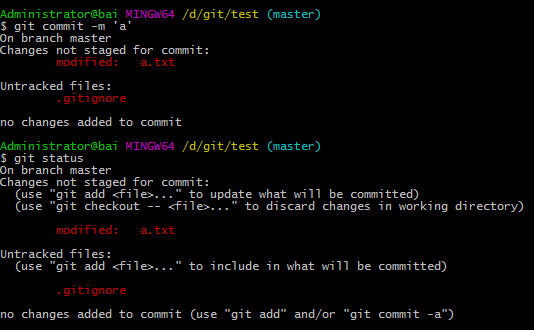 Administrator@bai MINGW64 /d/git/test (master)
$ git commit -m 'a'
On branch master
Changes not staged for commit:
        modified:   a.txt

Untracked files:
        .gitignore

no changes added to commit

Administrator@bai MINGW64 /d/git/test (master)
$ git status
On branch master
Changes not staged for commit:
  (use "git add <file>..." to update what will be committed)
  (use "git checkout -- <file>..." to discard changes in working directory)

        modified:   a.txt

Untracked files:
  (use "git add <file>..." to include in what will be committed)

        .gitignore

no changes added to commit (use "git add" and/or "git commit -a")